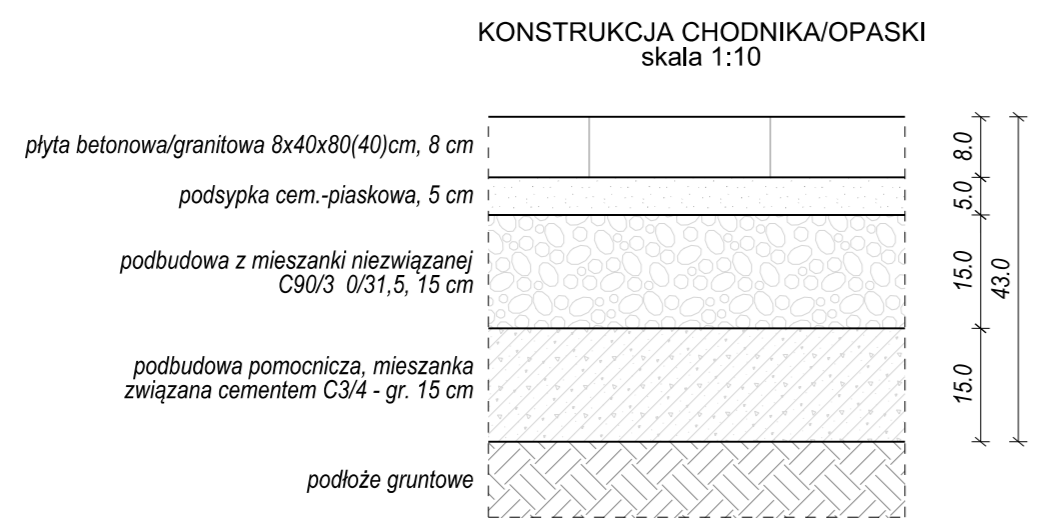 KONSTRUKCJA CHODNIKA/OPASKI
skala 1:10
płyta betonowa/granitowa 8x40x80(40)cm, 8 cm
podsypka cem.-piaskowa, 5 cm
podbudowa z mieszanki niezwiązanej
C90/3 0/31,5, 15 cm
podbudowa pomocnicza, mieszanka
związana cementem C3/4 - gr. 15 cm
podłoże gruntowe
8.0
5.0
15.0
43.0
15.0